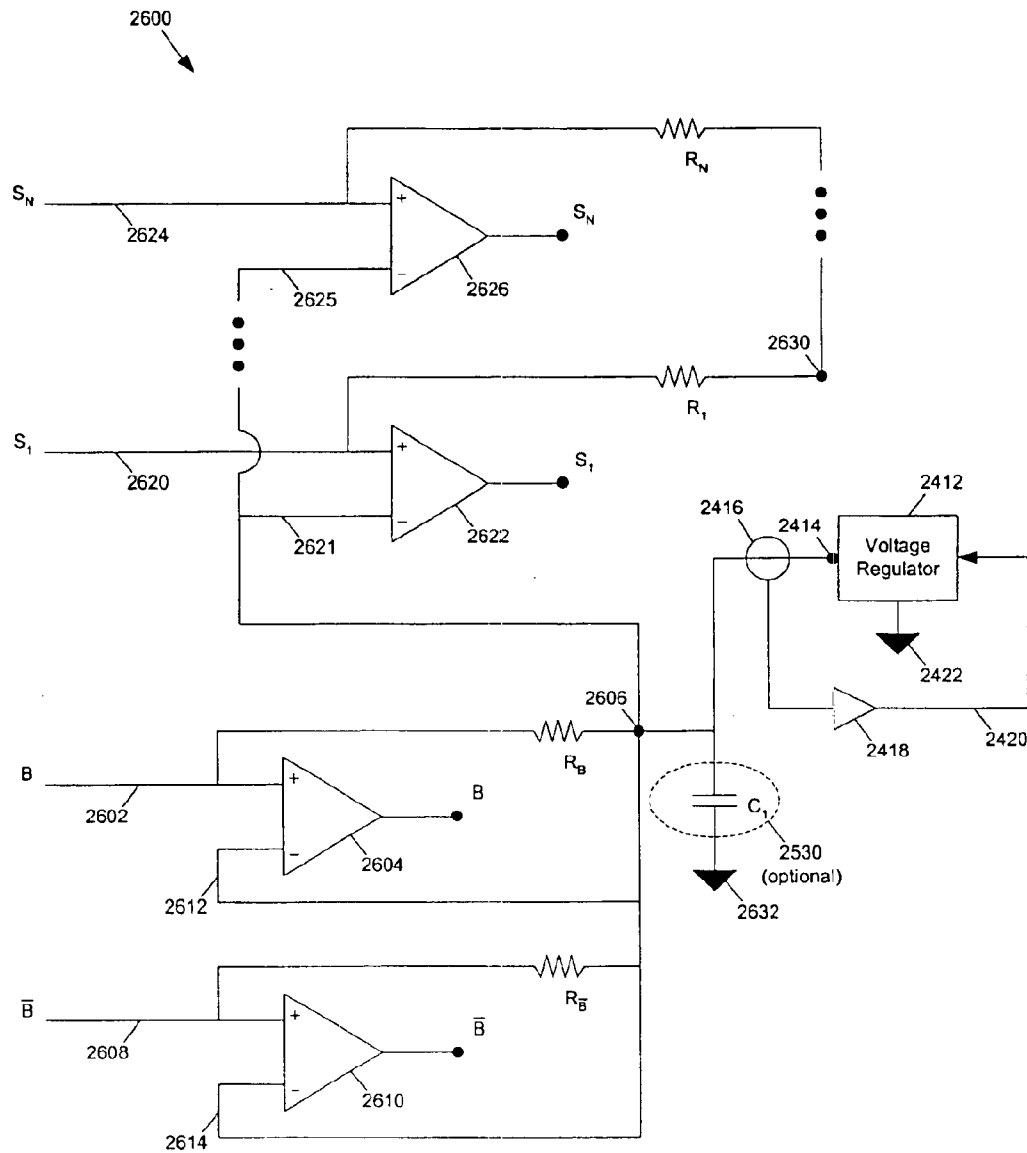 2600
R_N
S_N
+
S_N
2624
−
2625
2626
2630
R_1
S_1
+
S_1
2620
−
2621
2622
2412
2416
2414
Voltage
Regulator
2422
2606
2418
2420
R_B
B
+
B
2602
−
2604
C_1
2612
2530
(optional)
2632
R_B̅
B̅
+
B̅
2608
−
2610
2614